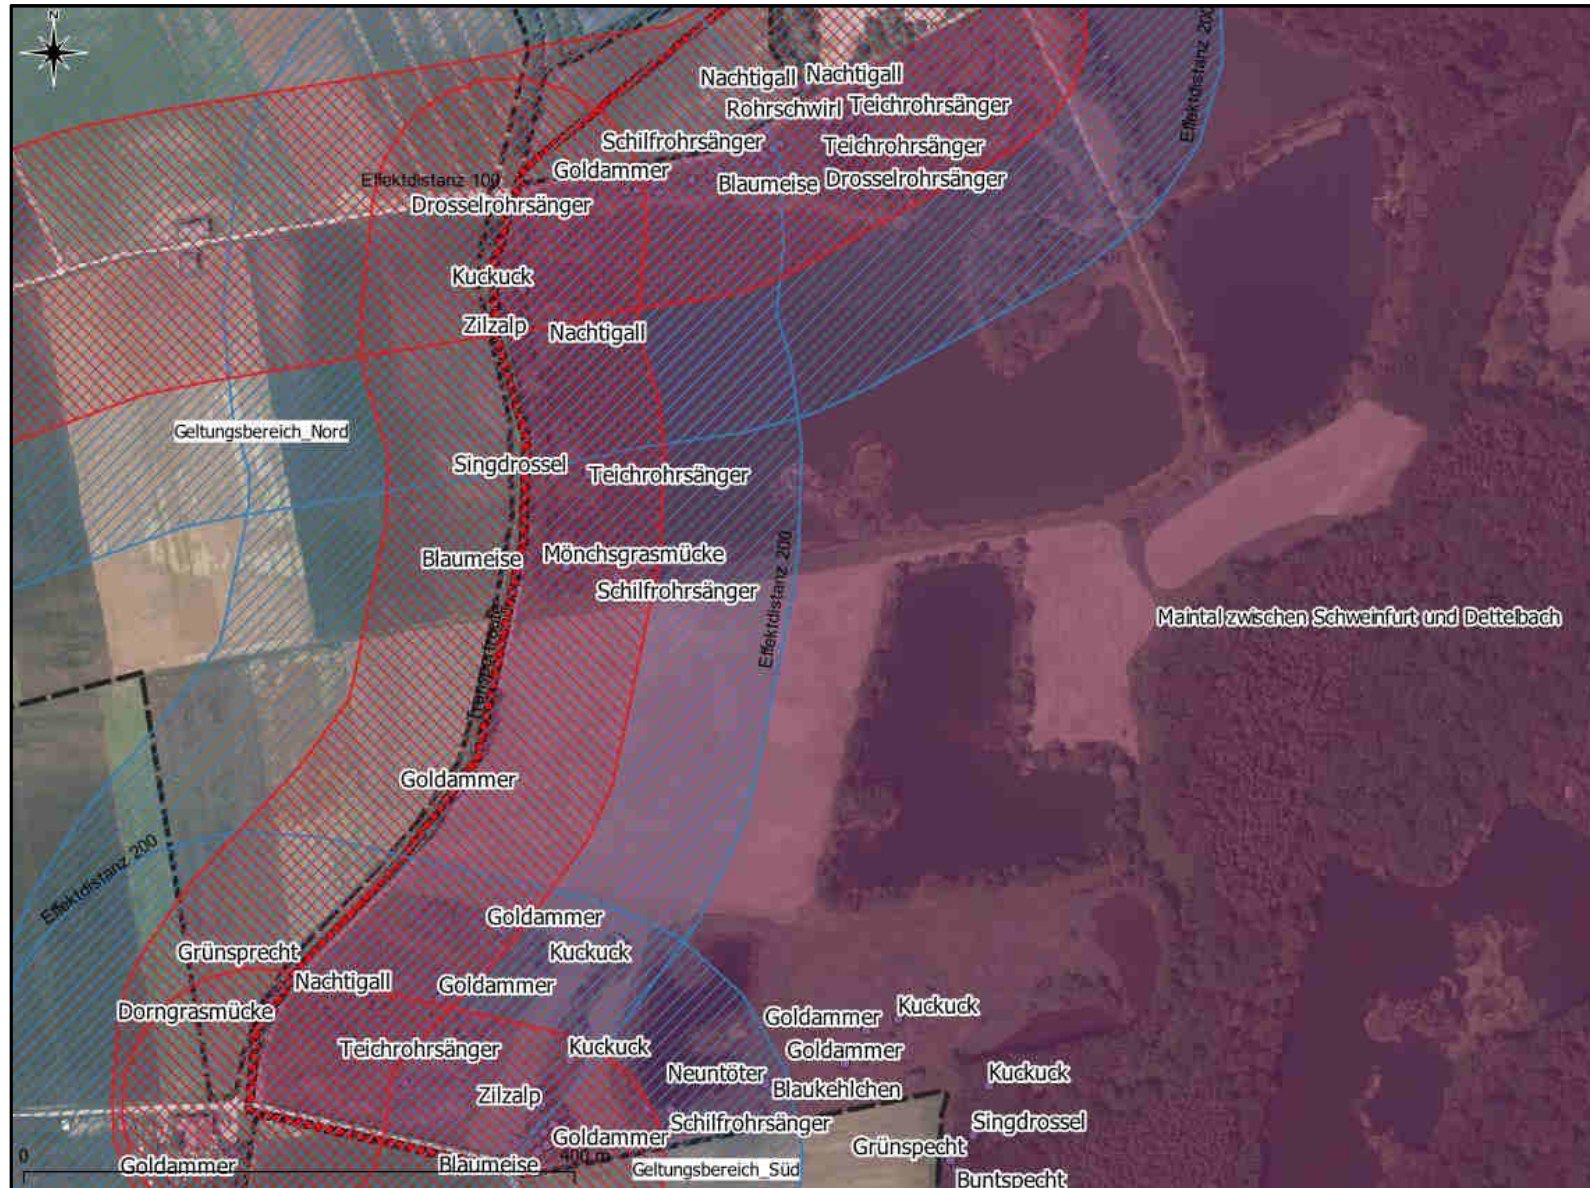 N
Effektdistanz 200
Nachtigall Nachtigall
Rohrschwirl Teichrohrsänger
Schilfrohrsänger Teichrohrsänger
Goldammer
Effektdistanz 100
Blaumeise Drosselrohrsänger
Drosselrohrsänger
Kuckuck
Zilzalp Nachtigall
Geltungsbereich_Nord
Singdrossel Teichrohrsänger
Blaumeise Mönchsgrasmücke
Schilfrohrsänger
Effektdistanz 200
Maintal zwischen Schweinfurt und Dettelbach
Goldammer
Effektdistanz 200
Goldammer
Grünsprecht Kuckuck
Nachtigall Goldammer
Dorngrasmücke Goldammer Kuckuck
Teichrohrsänger Kuckuck Goldammer
Neuntöter Kuckuck
Zilzalp Blaukehlchen
Schilfrohrsänger Singdrossel
Goldammer Grünspecht
0 400 m
Goldammer Blaumeise Geltungsbereich_Süd
Buntspecht